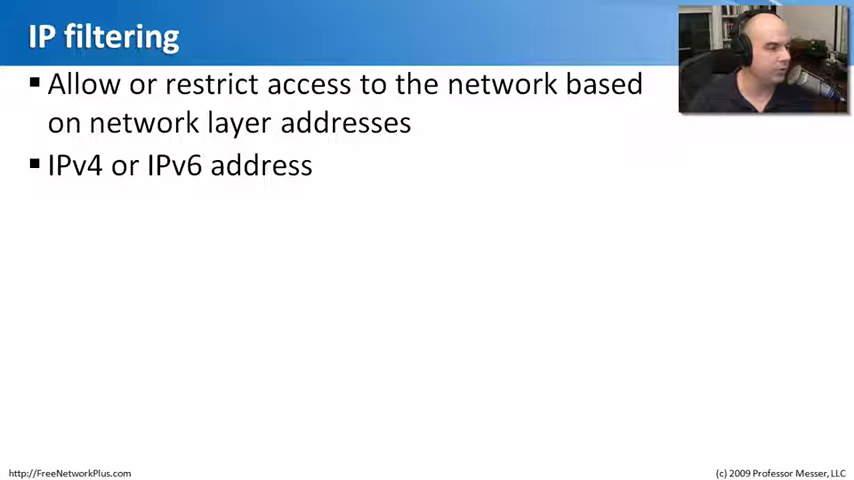 IP filtering
▪ Allow or restrict access to the network based
on network layer addresses
▪ IPv4 or IPv6 address
http://FreeNetworkPlus.com
(c) 2009 Professor Messer, LLC